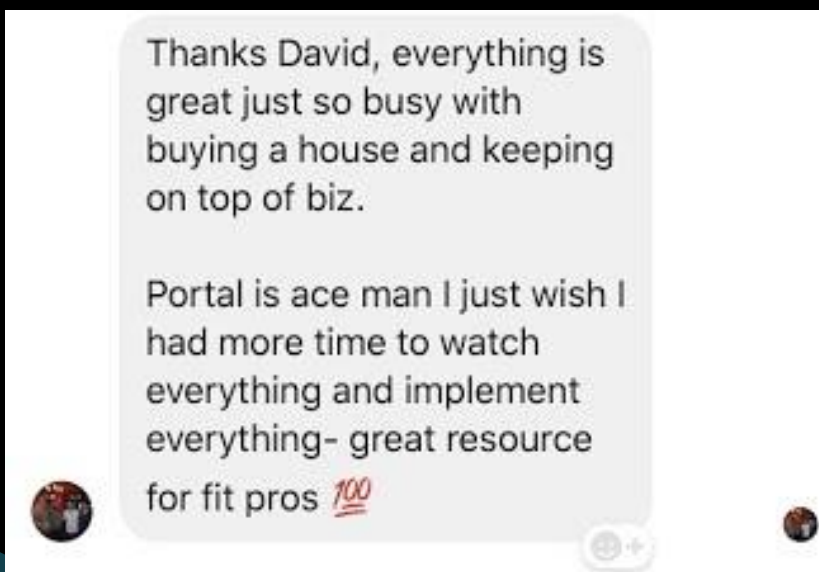 Thanks David, everything is
great just so busy with
buying a house and keeping
on top of biz.
Portal is ace man I just wish I
had more time to watch
everything and implement
everything- great resource
for fit pros 💯